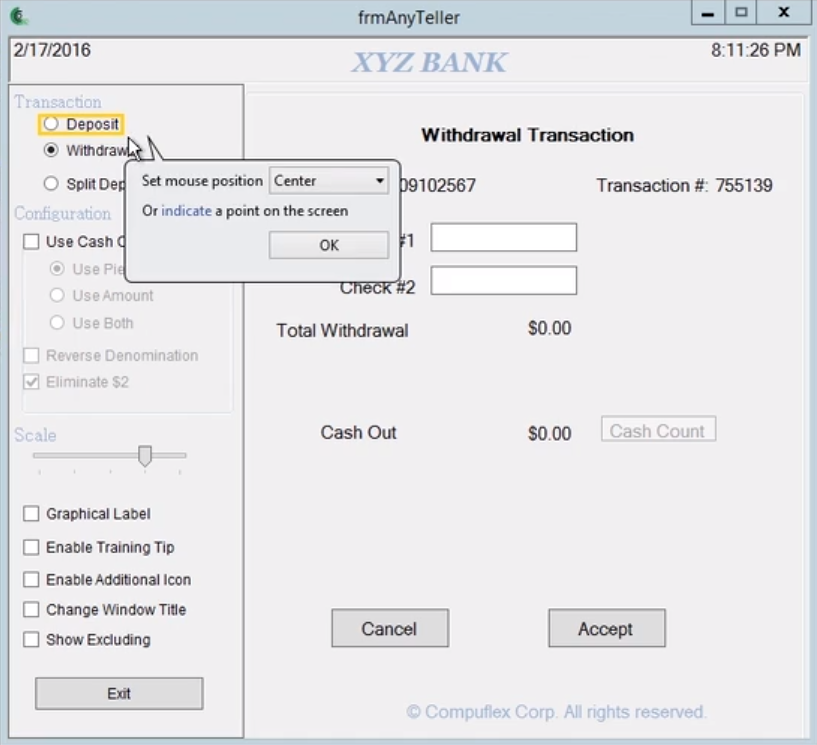 frmAnyTeller
2/17/2016
XYZ BANK
8:11:26 PM
Transaction
Deposit
Withdraw
Split Dep
Set mouse position Center
Or indicate a point on the screen
OK
Withdrawal Transaction
09102567
Transaction #: 755139
Configuration
Use Cash
Use Pie
Use Amount
Use Both
Reverse Denomination
Eliminate $2
#1
Check #2
Total Withdrawal $0.00
Cash Out $0.00 Cash Count
Scale
Graphical Label
Enable Training Tip
Enable Additional Icon
Change Window Title
Show Excluding
Exit
Cancel
Accept
© Compuflex Corp. All rights reserved.